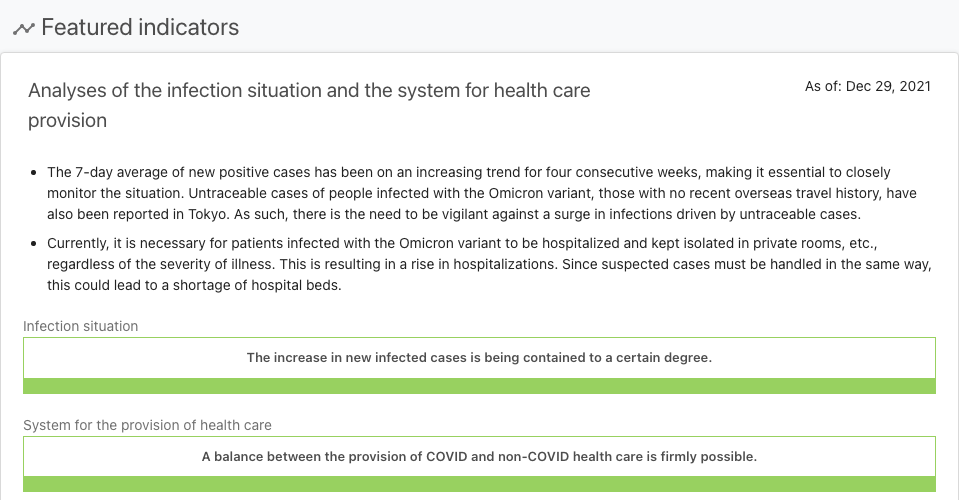 Featured indicators
Analyses of the infection situation and the system for health care
provision
As of: Dec 29, 2021
The 7-day average of new positive cases has been on an increasing trend for four consecutive weeks, making it essential to closely
monitor the situation. Untraceable cases of people infected with the Omicron variant, those with no recent overseas travel history, have
also been reported in Tokyo. As such, there is the need to be vigilant against a surge in infections driven by untraceable cases.
Currently, it is necessary for patients infected with the Omicron variant to be hospitalized and kept isolated in private rooms, etc.,
regardless of the severity of illness. This is resulting in a rise in hospitalizations. Since suspected cases must be handled in the same way,
this could lead to a shortage of hospital beds.
Infection situation
The increase in new infected cases is being contained to a certain degree.
System for the provision of health care
A balance between the provision of COVID and non-COVID health care is firmly possible.